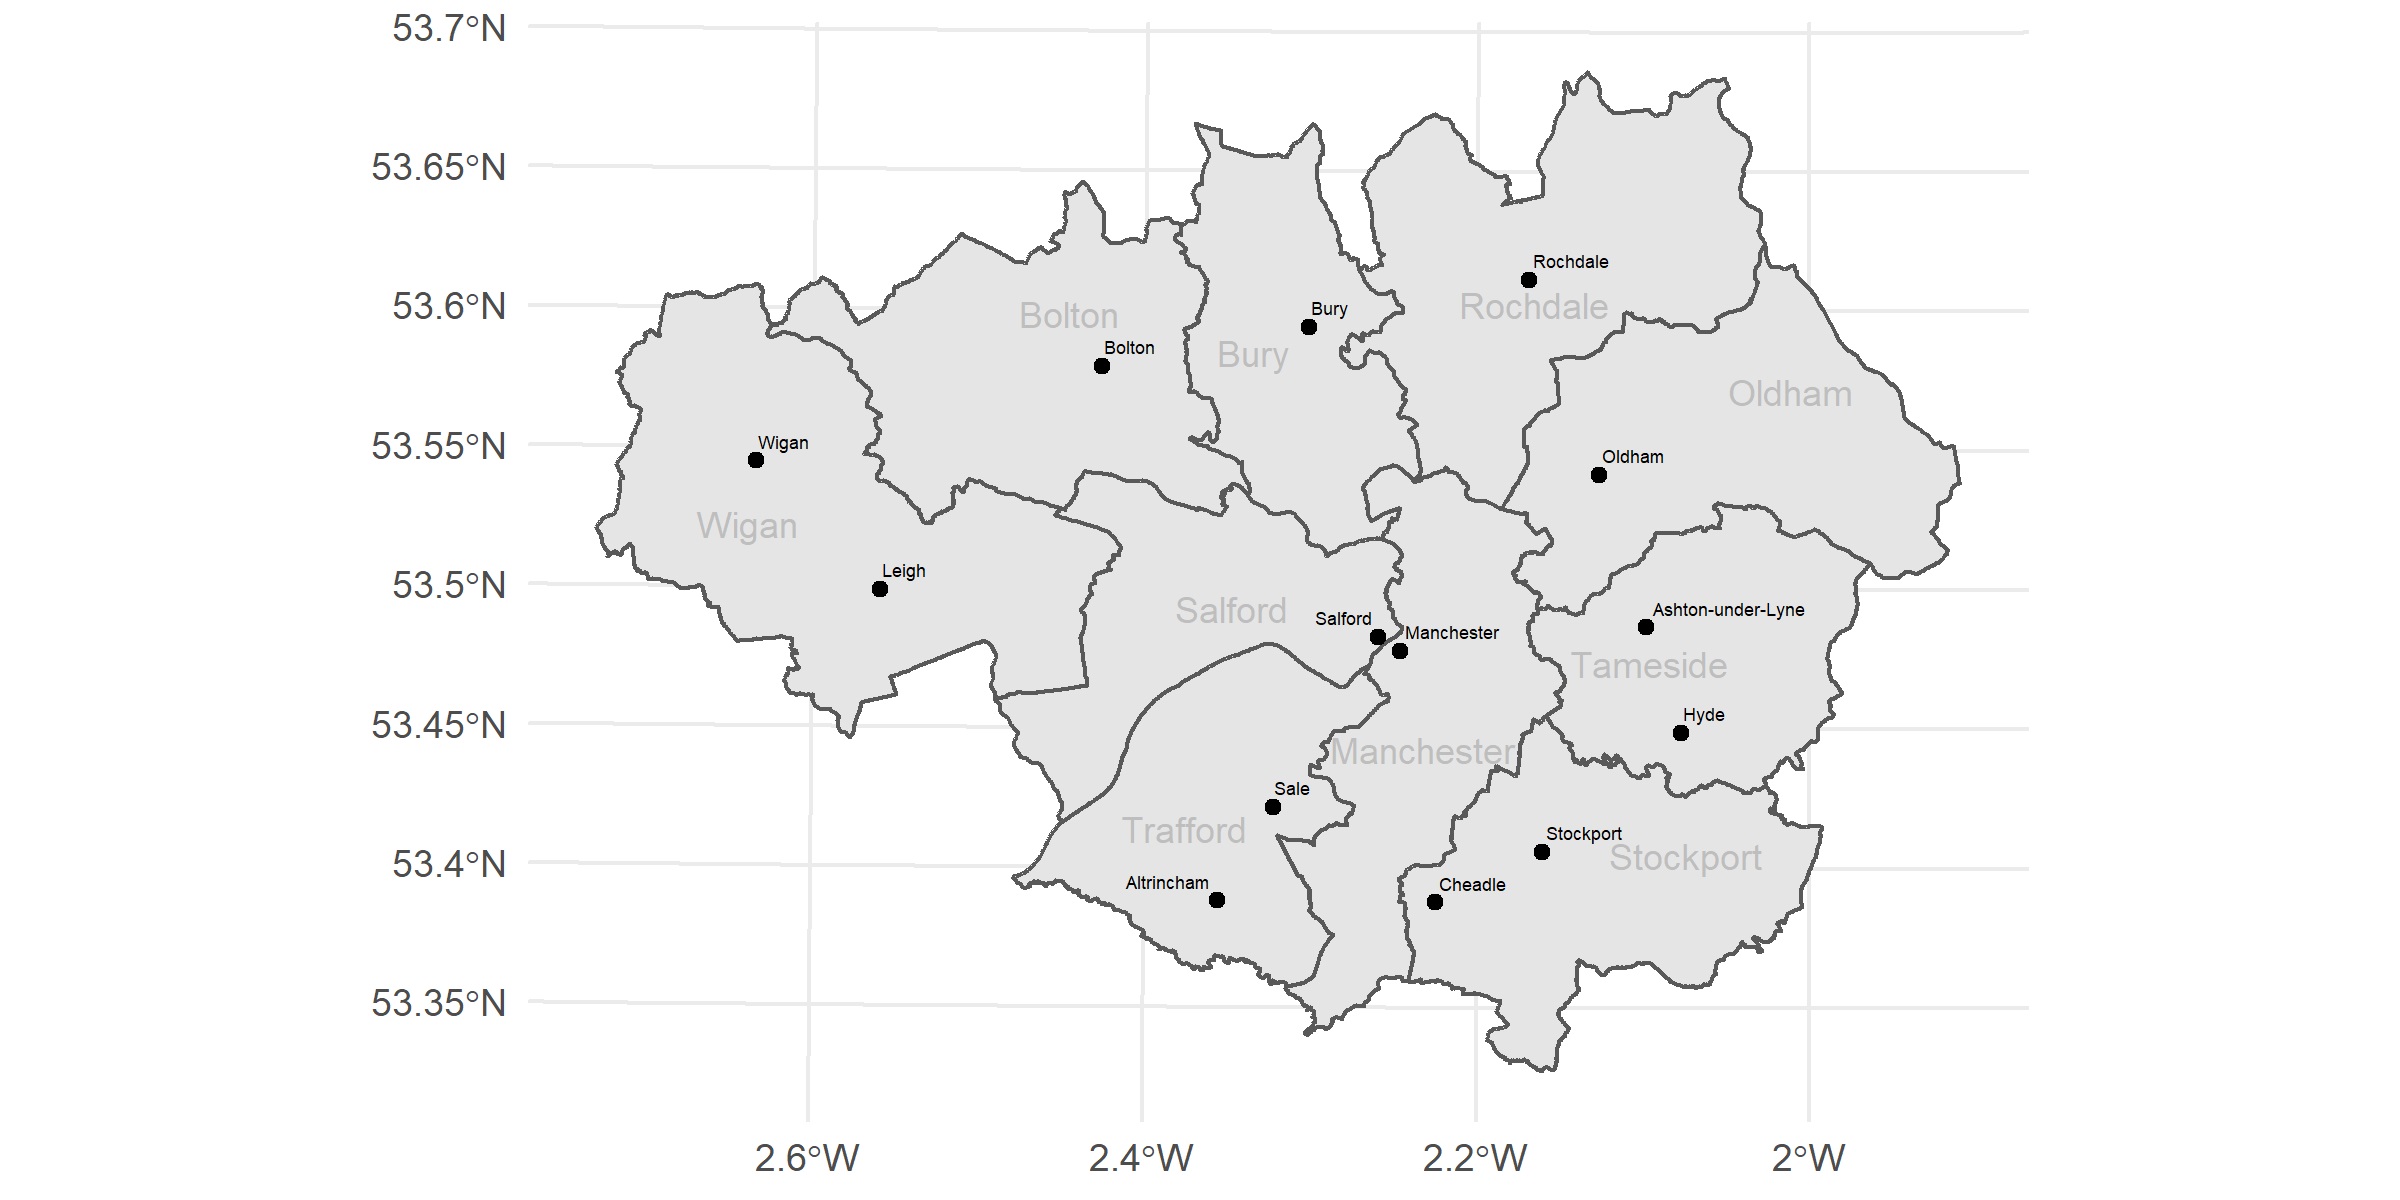 53.7°N
53.65°N
53.6°N
53.55°N
53.5°N
53.45°N
53.4°N
53.35°N
Rochdale
Rochdale
Bury
Bury
Bolton
Bolton
Oldham
Oldham
Wigan
Wigan
Leigh
Salford
Salford
Manchester
Ashton-under-Lyne
Tameside
Hyde
Manchester
Sale
Trafford
Stockport
Stockport
Altrincham
Cheadle
2.6°W
2.4°W
2.2°W
2°W